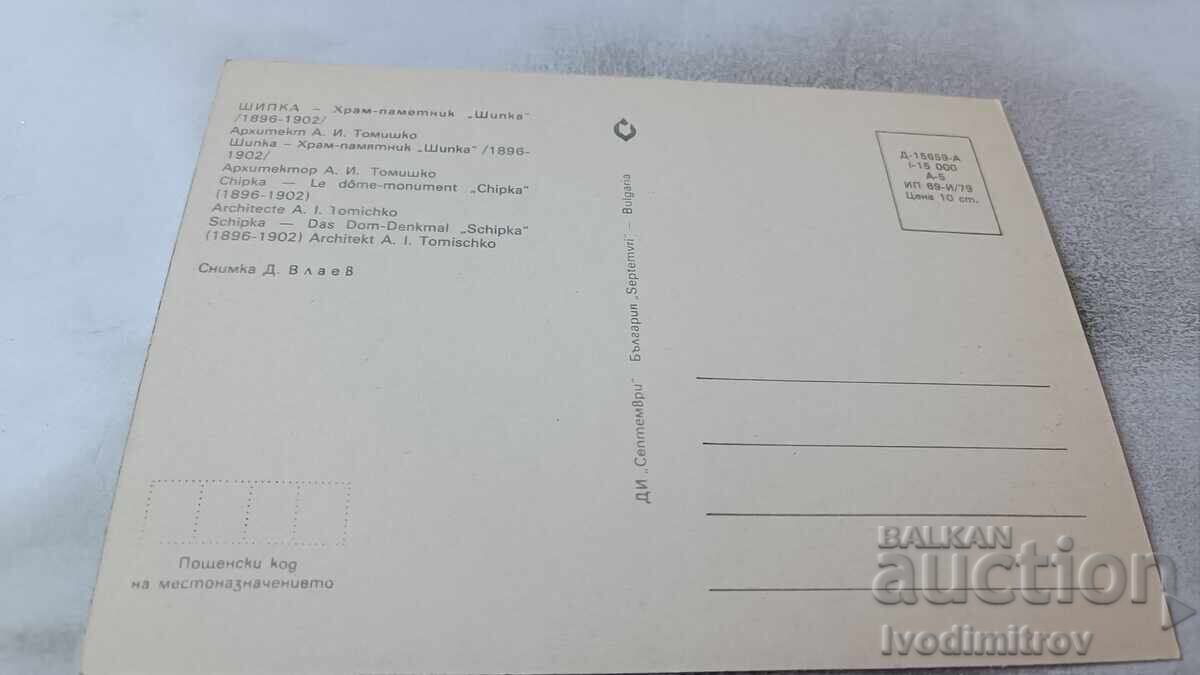 ШИПКА – Храм-паметник „Шипка“
/1896-1902/
Архитект А. И. Томишко
Шипка – Храм-памятник „Шипка“ /1896-
1902/
Архитектор А. И. Томишко
Chipka — Le dôme-monument „Chipka“
(1896-1902)
Architecte A. I. Tomichko
Schipka — Das Dom-Denkmal „Schipka“
(1896-1902) Architekt A. I. Tomischko
Снимка Д. Влаев
Пощенски код
на местоназначението
ДИ „Септември“ България „Septemvri“ – Bulgaria
Д-15659-А
I-15 000
А-5
ИП 69-И/79
Цена 10 ст.
BALKAN
auction
Ivodimitrov